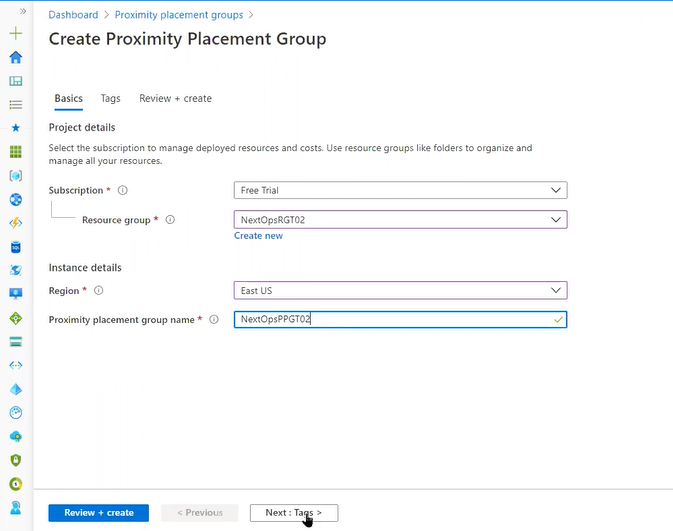 Dashboard > Proximity placement groups >
Create Proximity Placement Group
Basics Tags Review + create
Project details
Select the subscription to manage deployed resources and costs. Use resource groups like folders to organize and
manage all your resources.
Subscription * Free Trial
Resource group * NextOpsRGT02
Create new
Instance details
Region * East US
Proximity placement group name * NextOpsPPGT02
Review + create < Previous Next : Tags >